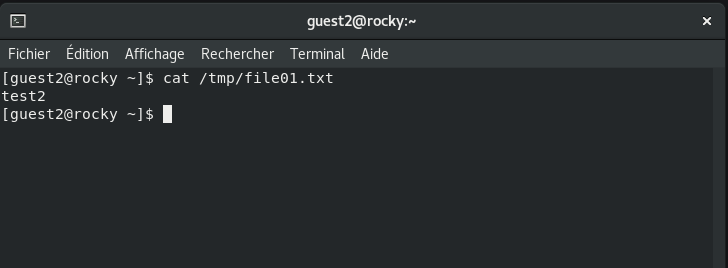 guest2@rocky:~
Fichier Édition Affichage Rechercher Terminal Aide
[guest2@rocky ~]$ cat /tmp/file01.txt
test2
[guest2@rocky ~]$